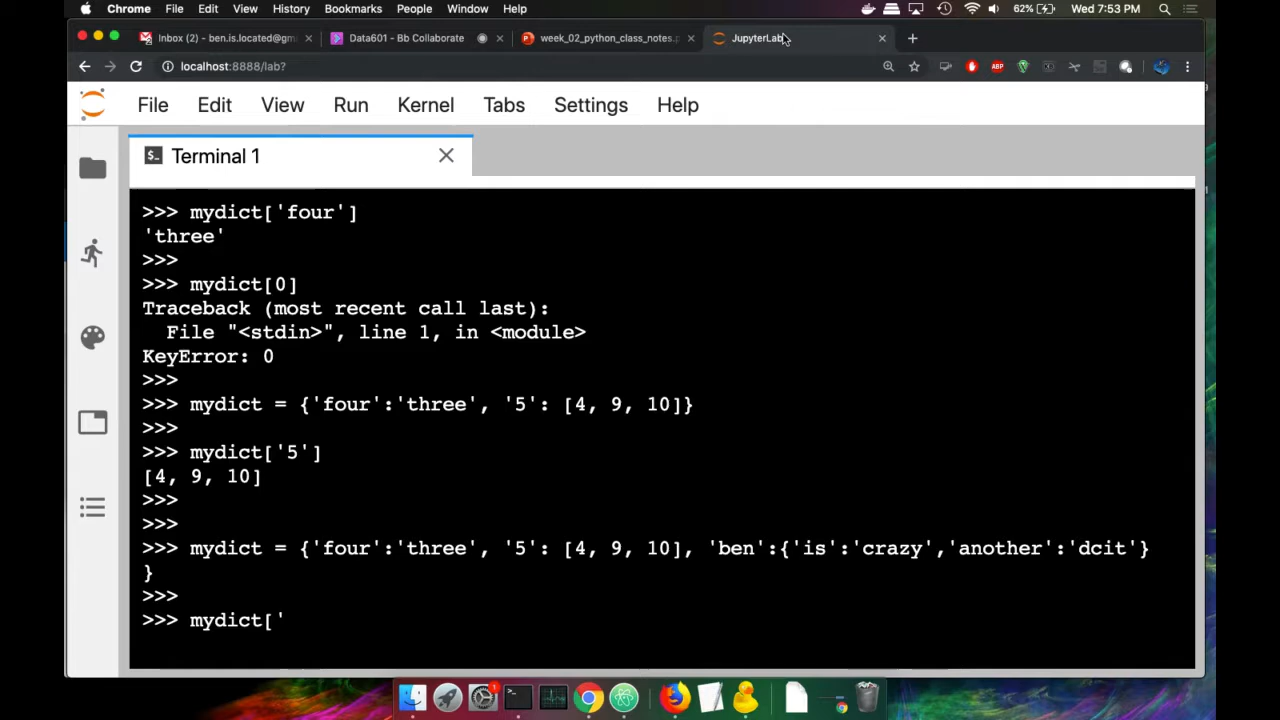 Chrome File Edit View History Bookmarks People Window Help 62% Wed 7:53 PM
Inbox (2) - ben.is.located@gm Data601 - Bb Collaborate week_02_python_class_notes.p JupyterLab
localhost:8888/lab? ABP
File Edit View Run Kernel Tabs Settings Help
$_ Terminal 1
>>> mydict['four']
'three'
>>>
>>> mydict[0]
Traceback (most recent call last):
  File "<stdin>", line 1, in <module>
KeyError: 0
>>>
>>> mydict = {'four':'three', '5': [4, 9, 10]}
>>>
>>> mydict['5']
[4, 9, 10]
>>>
>>>
>>> mydict = {'four':'three', '5': [4, 9, 10], 'ben':{'is':'crazy','another':'dcit'}
}
>>>
>>> mydict['
1